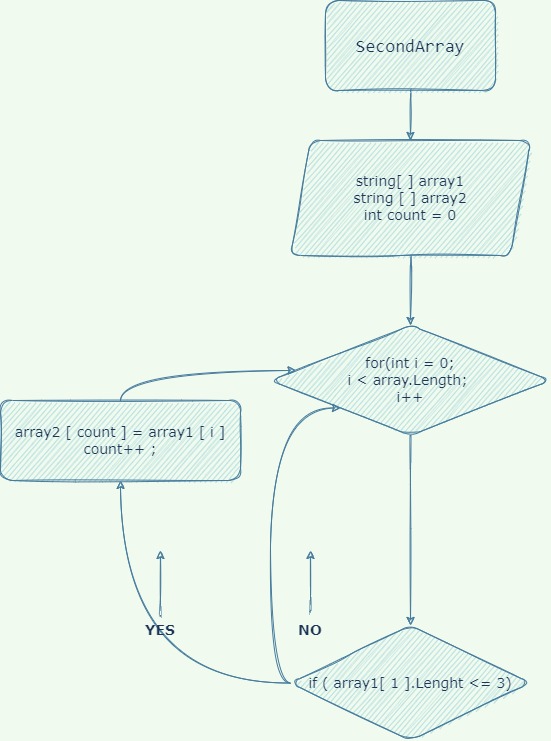 SecondArray
string[ ] array1
string [ ] array2
int count = 0
for(int i = 0;
i < array.Length;
i++
array2 [ count ] = array1 [ i ]
count++ ;
YES
NO
if ( array1[ 1 ].Lenght <= 3)